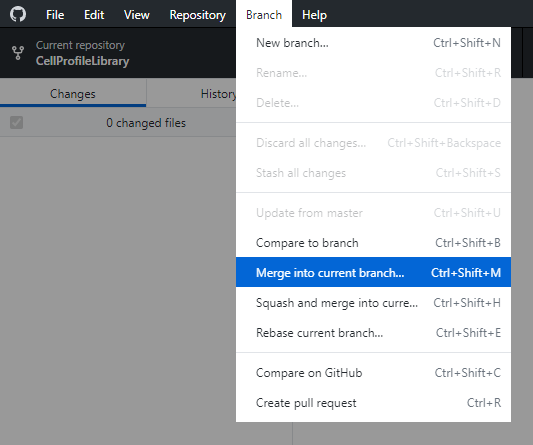 File Edit View Repository Branch Help
Current repository
CellProfileLibrary
Changes
History
0 changed files
New branch... Ctrl+Shift+N
Rename... Ctrl+Shift+R
Delete... Ctrl+Shift+D
Discard all changes... Ctrl+Shift+Backspace
Stash all changes Ctrl+Shift+S
Update from master Ctrl+Shift+U
Compare to branch Ctrl+Shift+B
Merge into current branch... Ctrl+Shift+M
Squash and merge into curre... Ctrl+Shift+H
Rebase current branch... Ctrl+Shift+E
Compare on GitHub Ctrl+Shift+C
Create pull request Ctrl+R